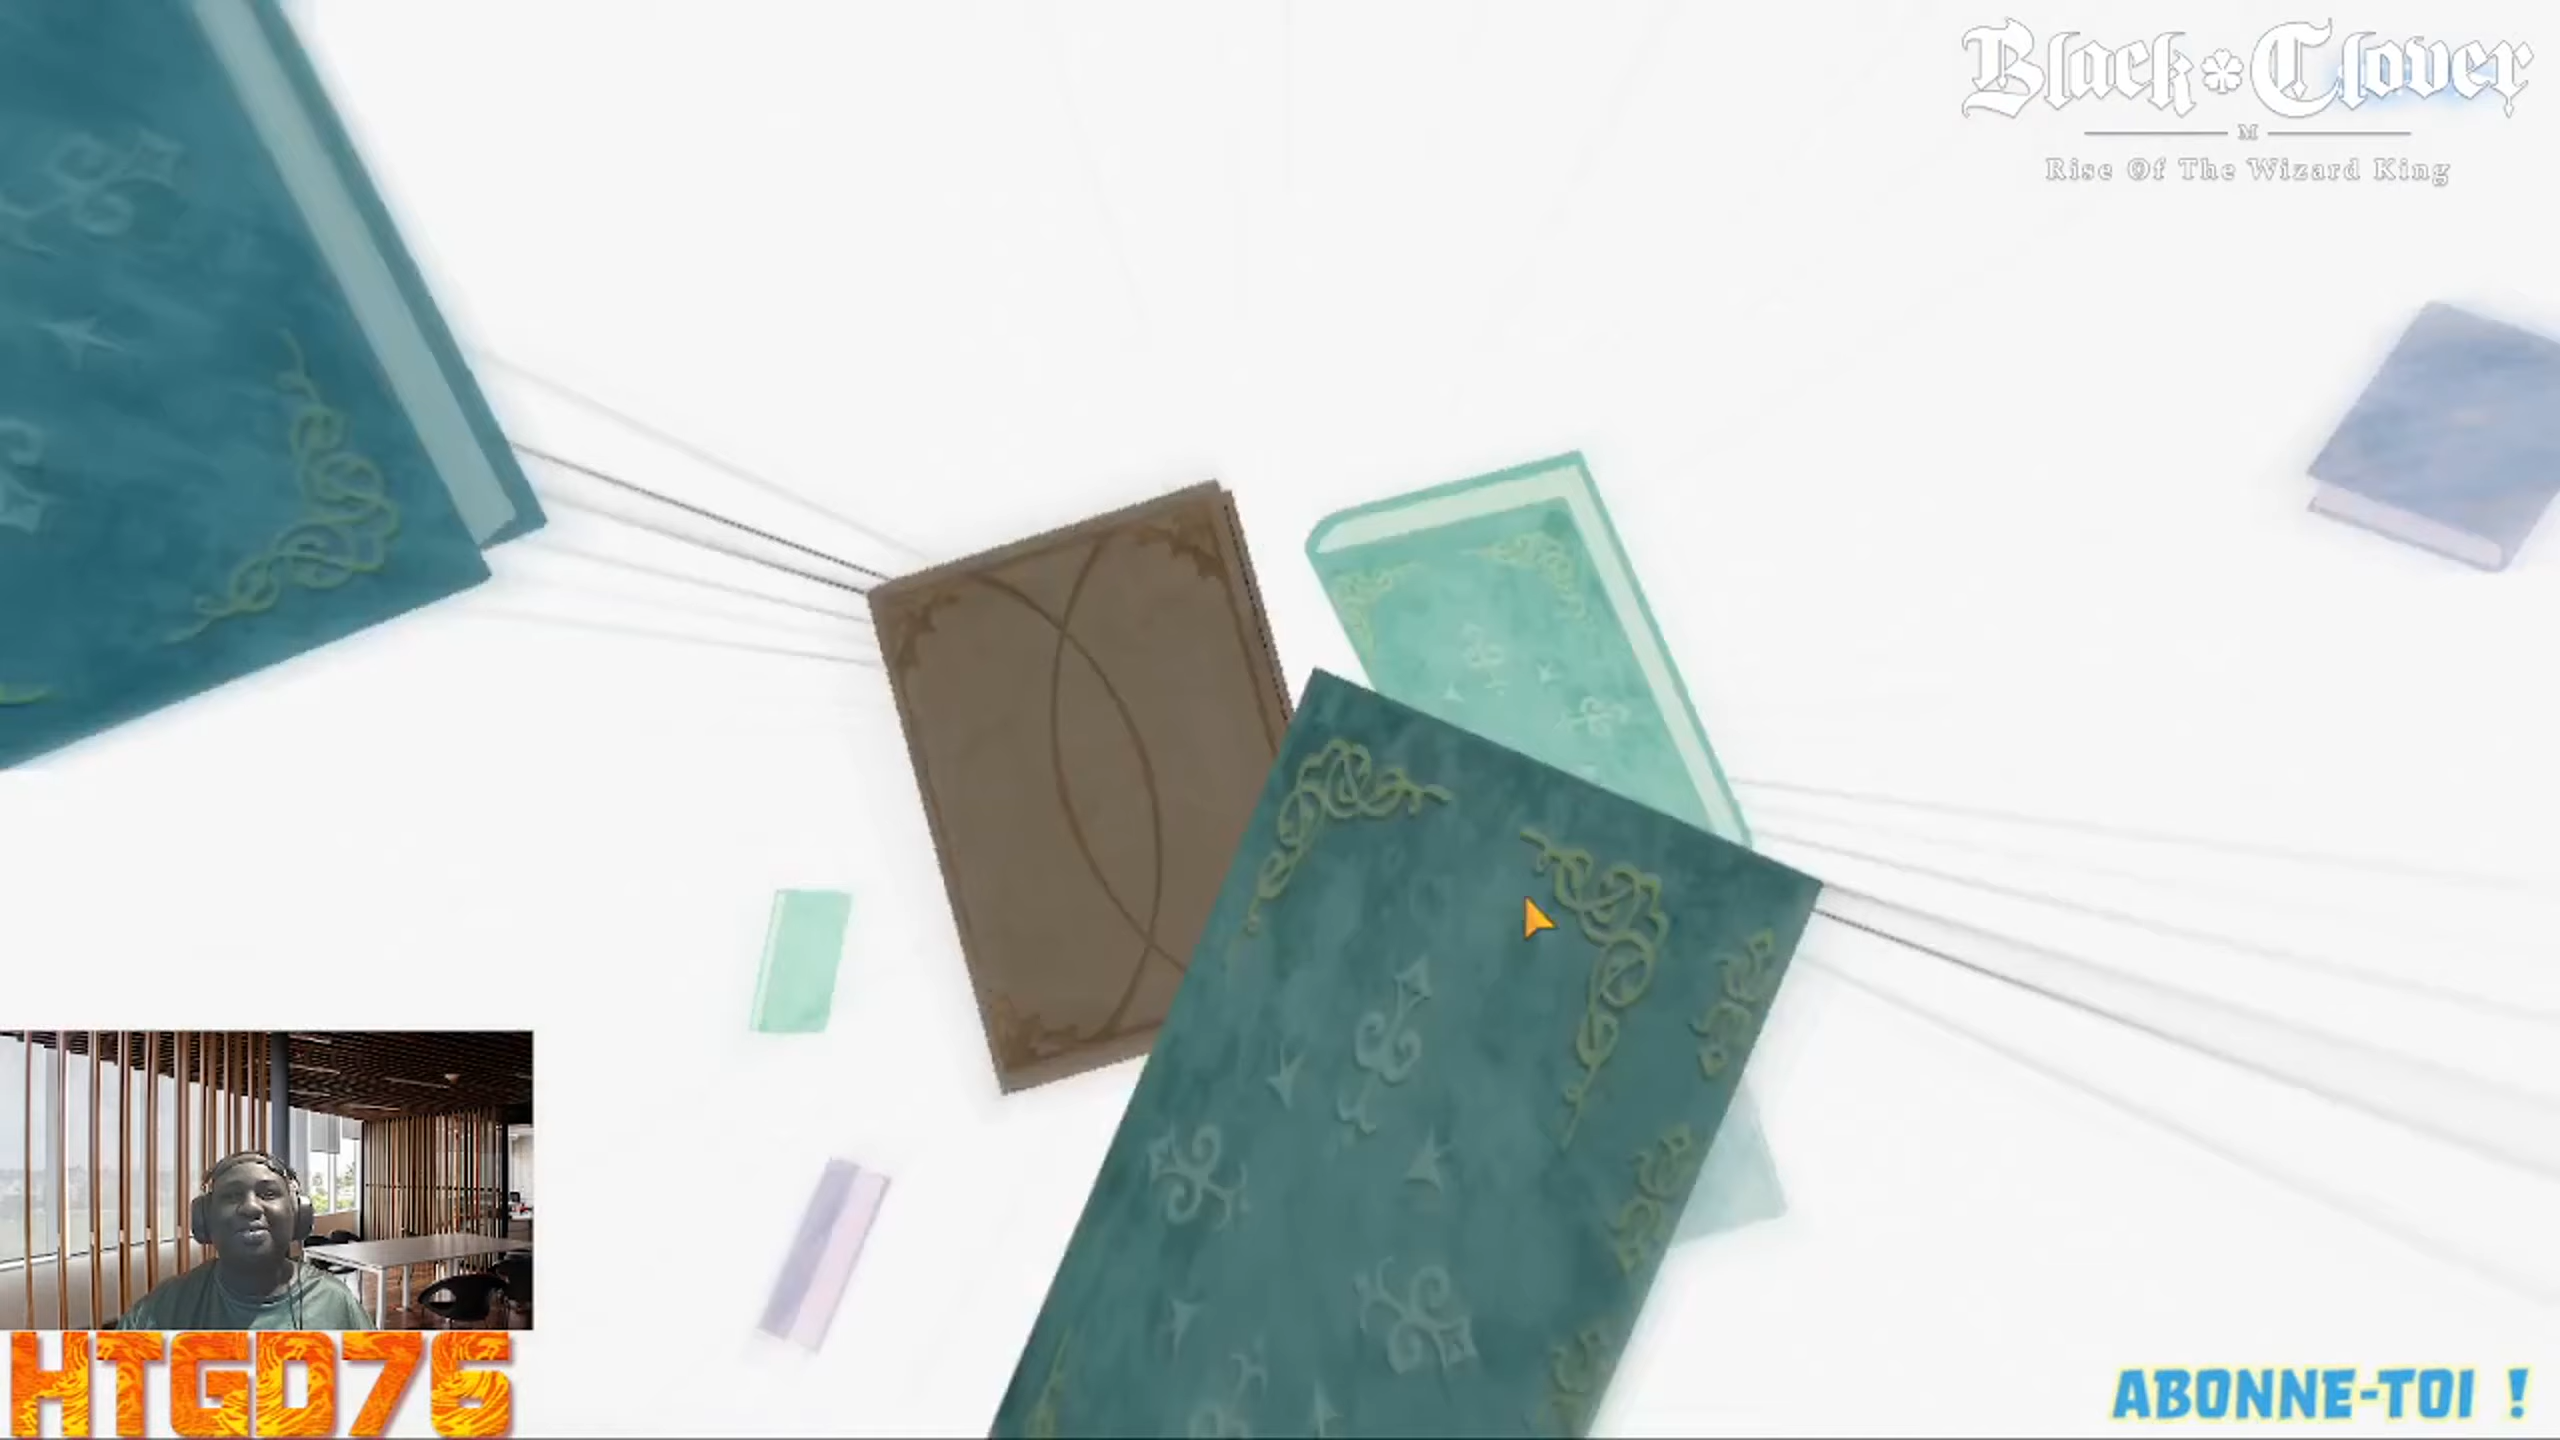 Black Clover
M
Rise Of The Wizard King
HTGD76
ABONNE-TOI !